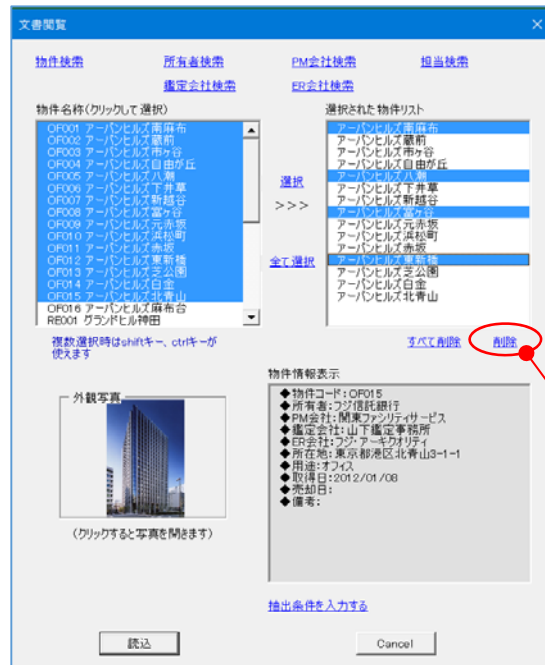 文書閲覧
物件検索 所有者検索 PM会社検索 担当検索
鑑定会社検索 ER会社検索
物件名称(クリックして選択)
OF001 アーバンヒルズ南麻布
OF002 アーバンヒルズ蔵前
OF003 アーバンヒルズ市ヶ谷
OF004 アーバンヒルズ自由が丘
OF005 アーバンヒルズ八潮
OF006 アーバンヒルズ下井草
OF007 アーバンヒルズ新越谷
OF008 アーバンヒルズ富ヶ谷
OF009 アーバンヒルズ元赤坂
OF010 アーバンヒルズ浜松町
OF011 アーバンヒルズ赤坂
OF012 アーバンヒルズ東新橋
OF013 アーバンヒルズ芝公園
OF014 アーバンヒルズ白金
OF015 アーバンヒルズ北青山
OF016 アーバンヒルズ麻布台
RE001 グランドヒル神田
複数選択時はshiftキー、ctrlキーが
使えます
選択
>>>
全て選択
選択された物件リスト
アーバンヒルズ南麻布
アーバンヒルズ蔵前
アーバンヒルズ市ヶ谷
アーバンヒルズ自由が丘
アーバンヒルズ八潮
アーバンヒルズ下井草
アーバンヒルズ新越谷
アーバンヒルズ富ヶ谷
アーバンヒルズ元赤坂
アーバンヒルズ浜松町
アーバンヒルズ赤坂
アーバンヒルズ東新橋
アーバンヒルズ芝公園
アーバンヒルズ白金
アーバンヒルズ北青山
すべて削除 削除
外観写真
(クリックすると写真を開きます)
物件情報表示
◆物件コード:OF015
◆所有者:フジ信託銀行
◆PM会社:関東ファシリティサービス
◆鑑定会社:山下鑑定事務所
◆ER会社:フジ・アーキクオリティ
◆所在地:東京都港区北青山3-1-1
◆用途:オフィス
◆取得日:2012/01/08
◆売却日:
◆備考:
抽出条件を入力する
読込
Cancel